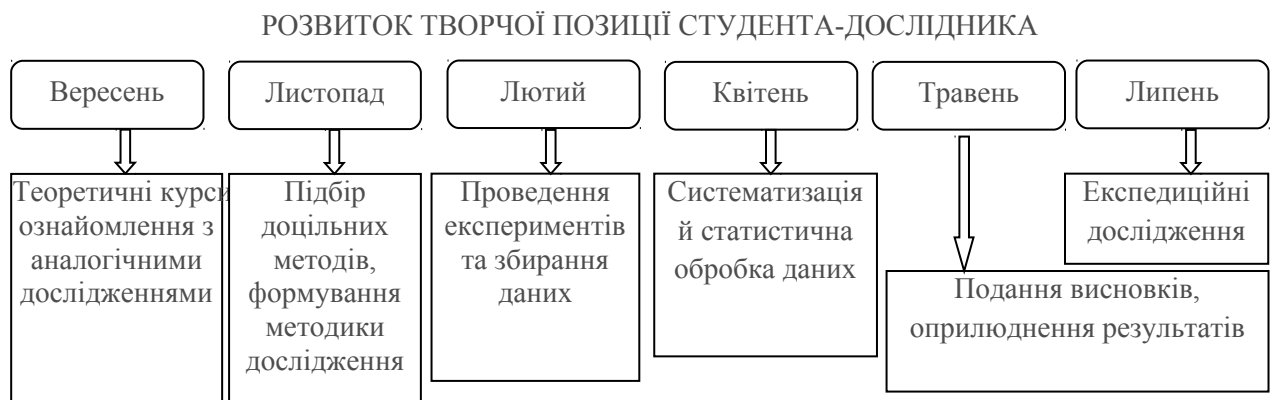 РОЗВИТОК ТВОРЧОЇ ПОЗИЦІЇ СТУДЕНТА-ДОСЛІДНИКА
Вересень
Листопад
Лютий
Квітень
Травень
Липень
Теоретичні курси
ознайомлення з
аналогічними
дослідженнями
Підбір
доцільних
методів,
формування
методики
дослідження
Проведення
експериментів
та збирання
даних
Систематизація
й статистична
обробка даних
Експедиційні
дослідження
Подання висновків,
оприлюднення результатів